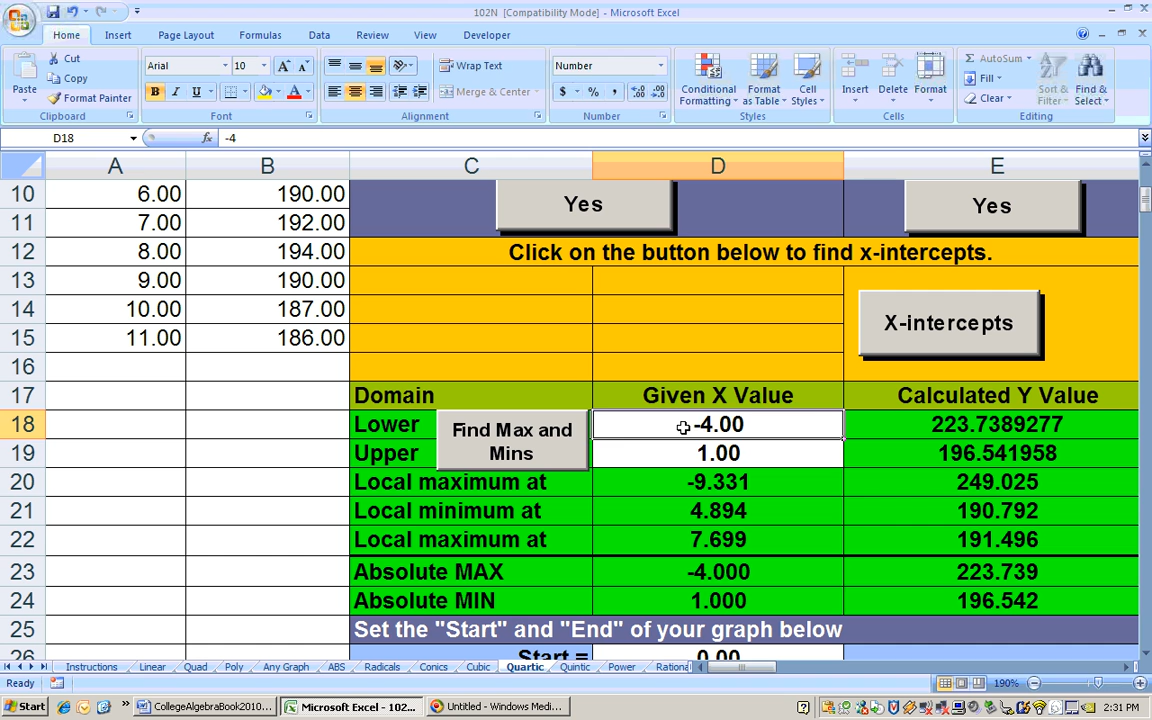 102N [Compatibility Mode] - Microsoft Excel
Home Insert Page Layout Formulas Data Review View Developer
Paste
Cut
Copy
Format Painter
Clipboard
Arial 10 A A
B I U A
Font
Wrap Text
Merge & Center
Alignment
Number
$ % ,
Number
Conditional Formatting
Format as Table
Cell Styles
Styles
Insert Delete Format
Cells
Σ AutoSum
Fill
Clear
Sort & Filter
Find & Select
Editing
D18 fx -4
A B C D E
10 6.00 190.00 Yes Yes
11 7.00 192.00
12 8.00 194.00 Click on the button below to find x-intercepts.
13 9.00 190.00
14 10.00 187.00 X-intercepts
15 11.00 186.00
16
17 Domain Given X Value Calculated Y Value
18 Lower -4.00 223.7389277
Find Max and Mins
19 Upper 1.00 196.541958
20 Local maximum at -9.331 249.025
21 Local minimum at 4.894 190.792
22 Local maximum at 7.699 191.496
23 Absolute MAX -4.000 223.739
24 Absolute MIN 1.000 196.542
25 Set the "Start" and "End" of your graph below
26 Start = 0.00
Instructions Linear Quad Poly Any Graph ABS Radicals Conics Cubic Quartic Quintic Power Rationa
Ready 190%
Start CollegeAlgebraBook2010... Microsoft Excel - 102... Untitled - Windows Medi... 2:31 PM